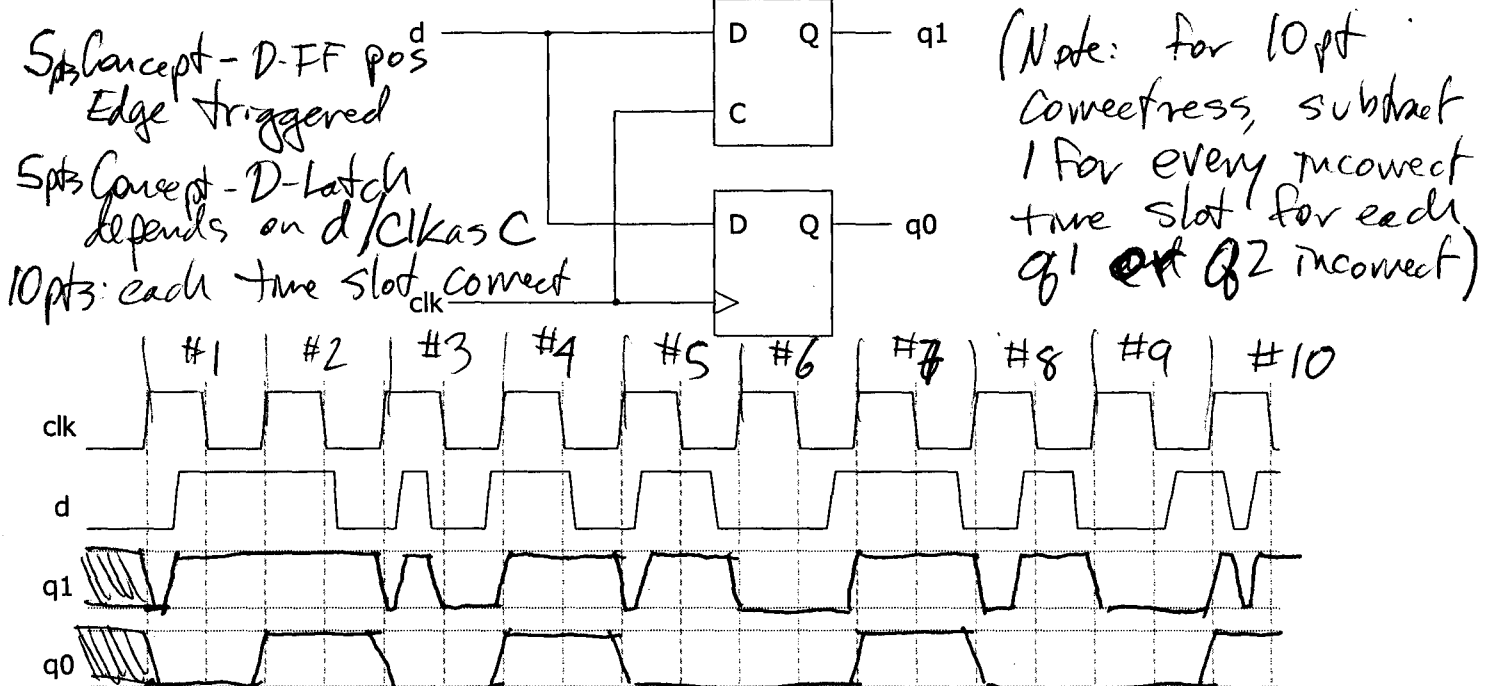 5pts Concept - D-FF pos
Edge triggered
5pts Concept - D-Latch
depends on d/clk as C
10pts: each time slot correct
d
clk
D Q
C
D Q
q1
q0
(Note: for 10pt
correctness, subtract
1 for every incorrect
time slot for each
q1 or Q2 incorrect)
#1 #2 #3 #4 #5 #6 #7 #8 #9 #10
clk
d
q1
q0